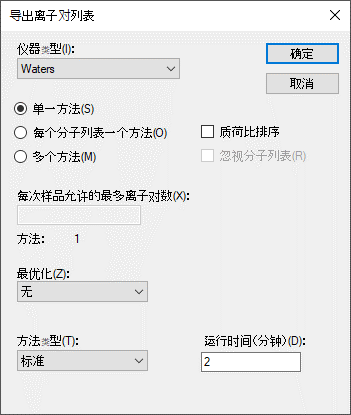 导出离子对列表
仪器类型(I):
确定
Waters
取消
单一方法(S)
每个分子列表一个方法(O)
质荷比排序
多个方法(M)
忽视分子列表(R)
每次样品允许的最多离子对数(X):
方法: 1
最优化(Z):
无
方法类型(T):
运行时间(分钟)(D):
标准
2